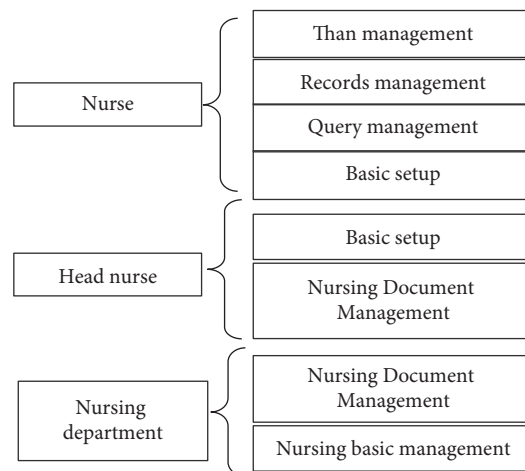 Nurse
Than management
Records management
Query management
Basic setup
Head nurse
Basic setup
Nursing Document
Management
Nursing
department
Nursing Document
Management
Nursing basic management